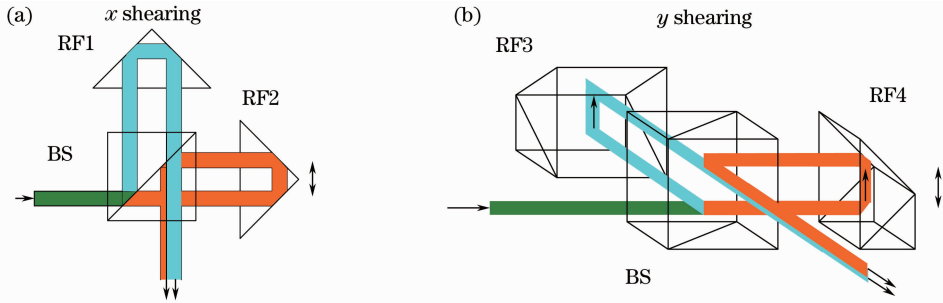 (a)
x shearing
RF1
RF2
BS
(b)
y shearing
RF3
RF4
BS